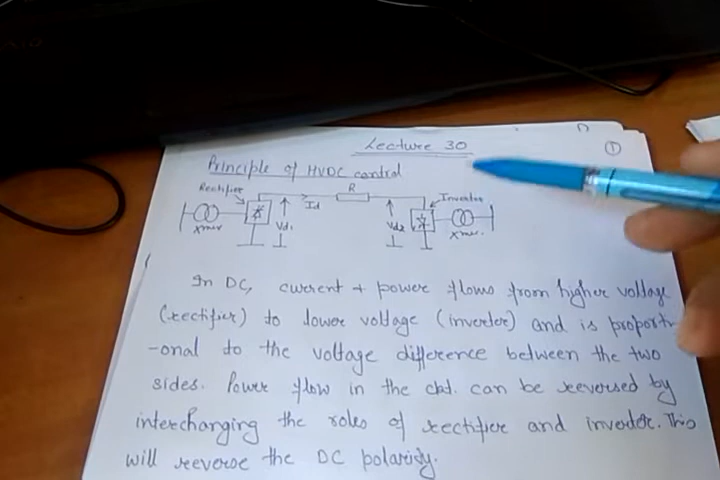 Lecture 30
①
Principle of HVDC control
Rectifier
R
Inverter
Id
Xmer
Vd1
Vd2
Xmer.
In DC, current + power flows from higher voltage
(rectifier) to lower voltage (inverter) and is proporti
-onal to the voltage difference between the two
sides. Power flow in the ckt. can be reversed by
interchanging the roles of rectifier and inverter. This
will reverse the DC polarity.